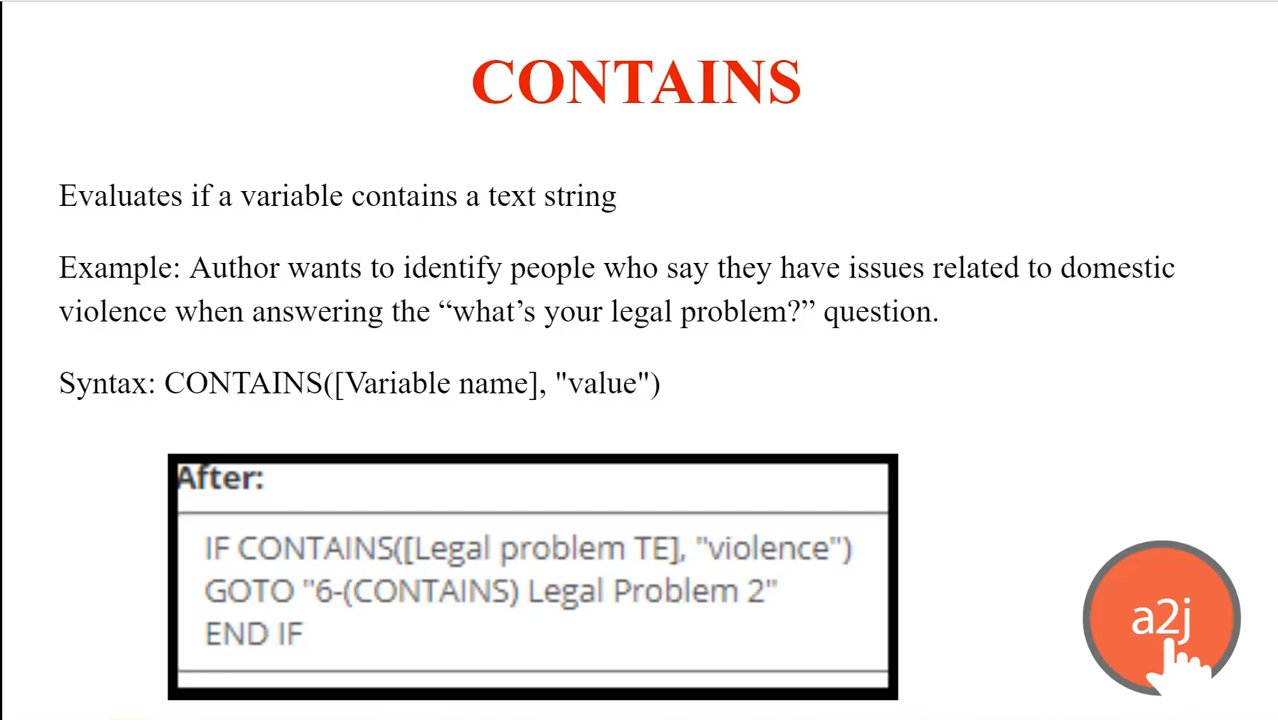 CONTAINS
Evaluates if a variable contains a text string
Example: Author wants to identify people who say they have issues related to domestic
violence when answering the “what’s your legal problem?” question.
Syntax: CONTAINS([Variable name], "value")
After:
IF CONTAINS([Legal problem TE], "violence")
GOTO "6-(CONTAINS) Legal Problem 2"
END IF
a2j